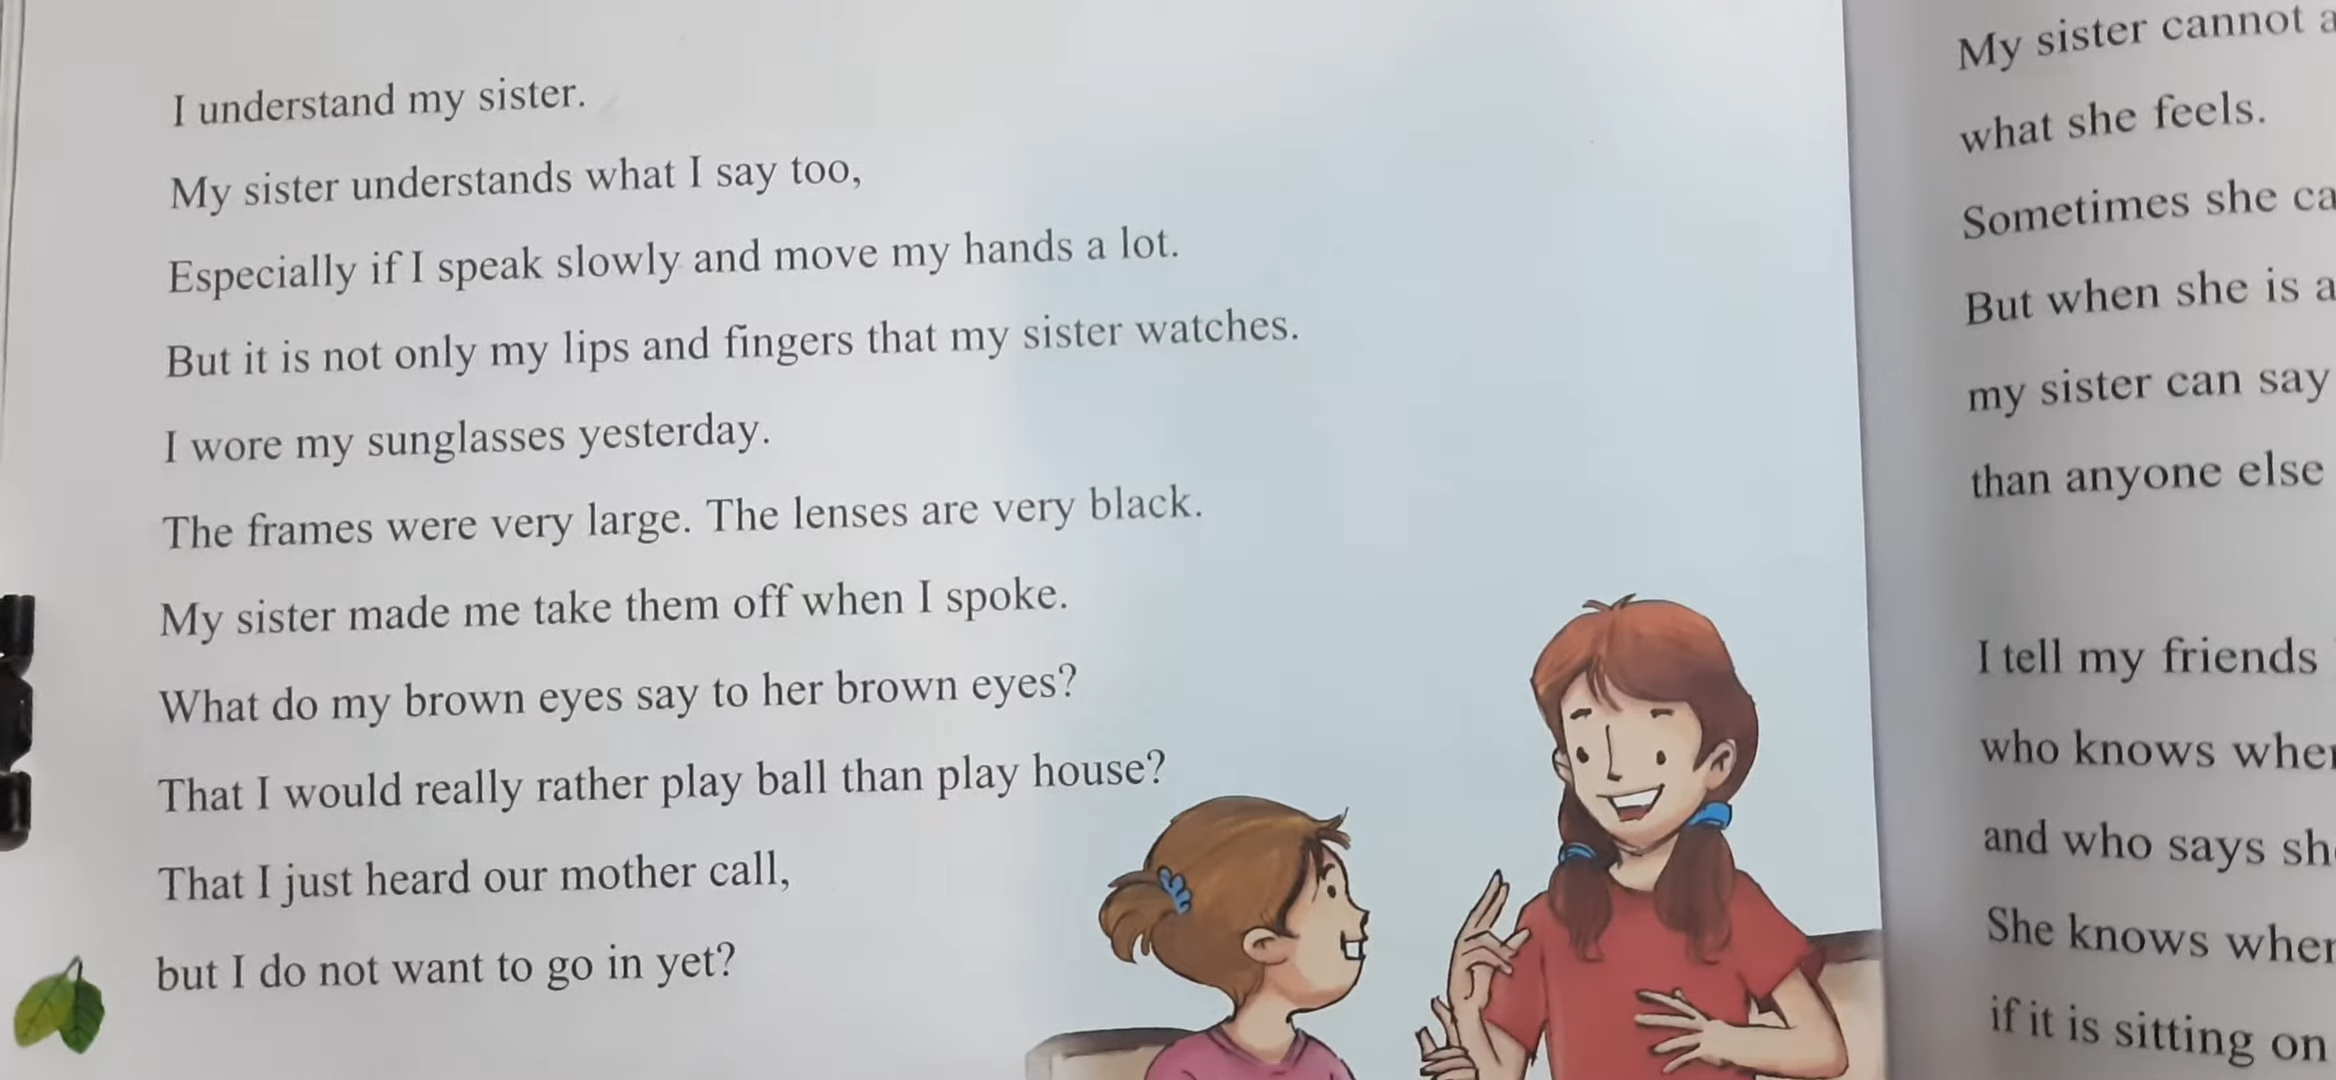 I understand my sister.
My sister understands what I say too,
Especially if I speak slowly and move my hands a lot.
But it is not only my lips and fingers that my sister watches.
I wore my sunglasses yesterday.
The frames were very large. The lenses are very black.
My sister made me take them off when I spoke.
What do my brown eyes say to her brown eyes?
That I would really rather play ball than play house?
That I just heard our mother call,
but I do not want to go in yet?
My sister cannot
what she feels.
Sometimes she
But when she is
my sister can say
than anyone else
I tell my friends
who knows
and who says
She knows
if it is sitting on